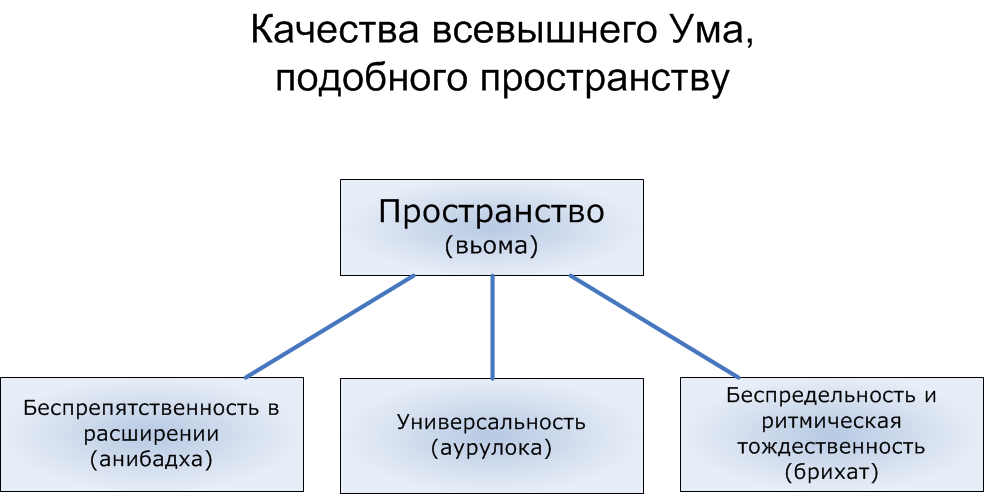 Качества всевышнего Ума,
подобного пространству
Пространство
(вьома)
Беспрепятственность в
расширении
(анибадха)
Универсальность
(аурулока)
Беспредельность и
ритмическая
тождественность
(брихат)